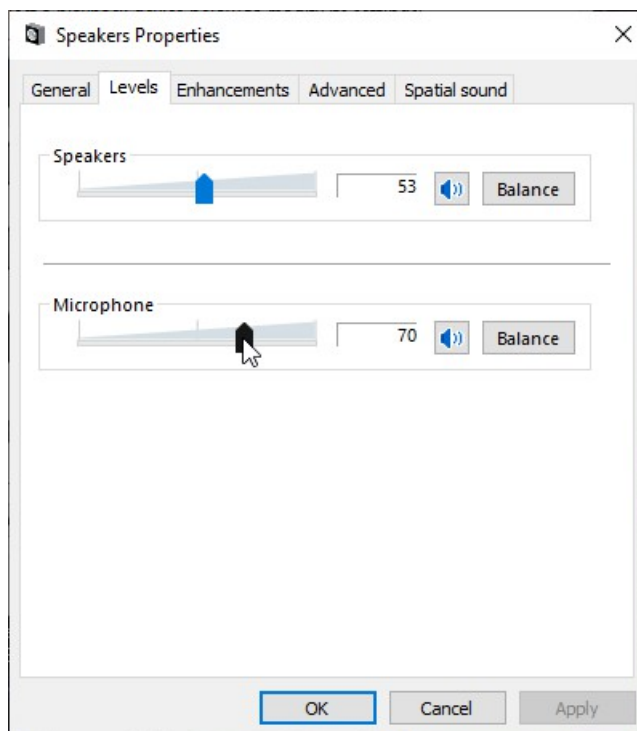 Speakers Properties
General Levels Enhancements Advanced Spatial sound
Speakers
53 Balance
Microphone
70 Balance
OK Cancel Apply